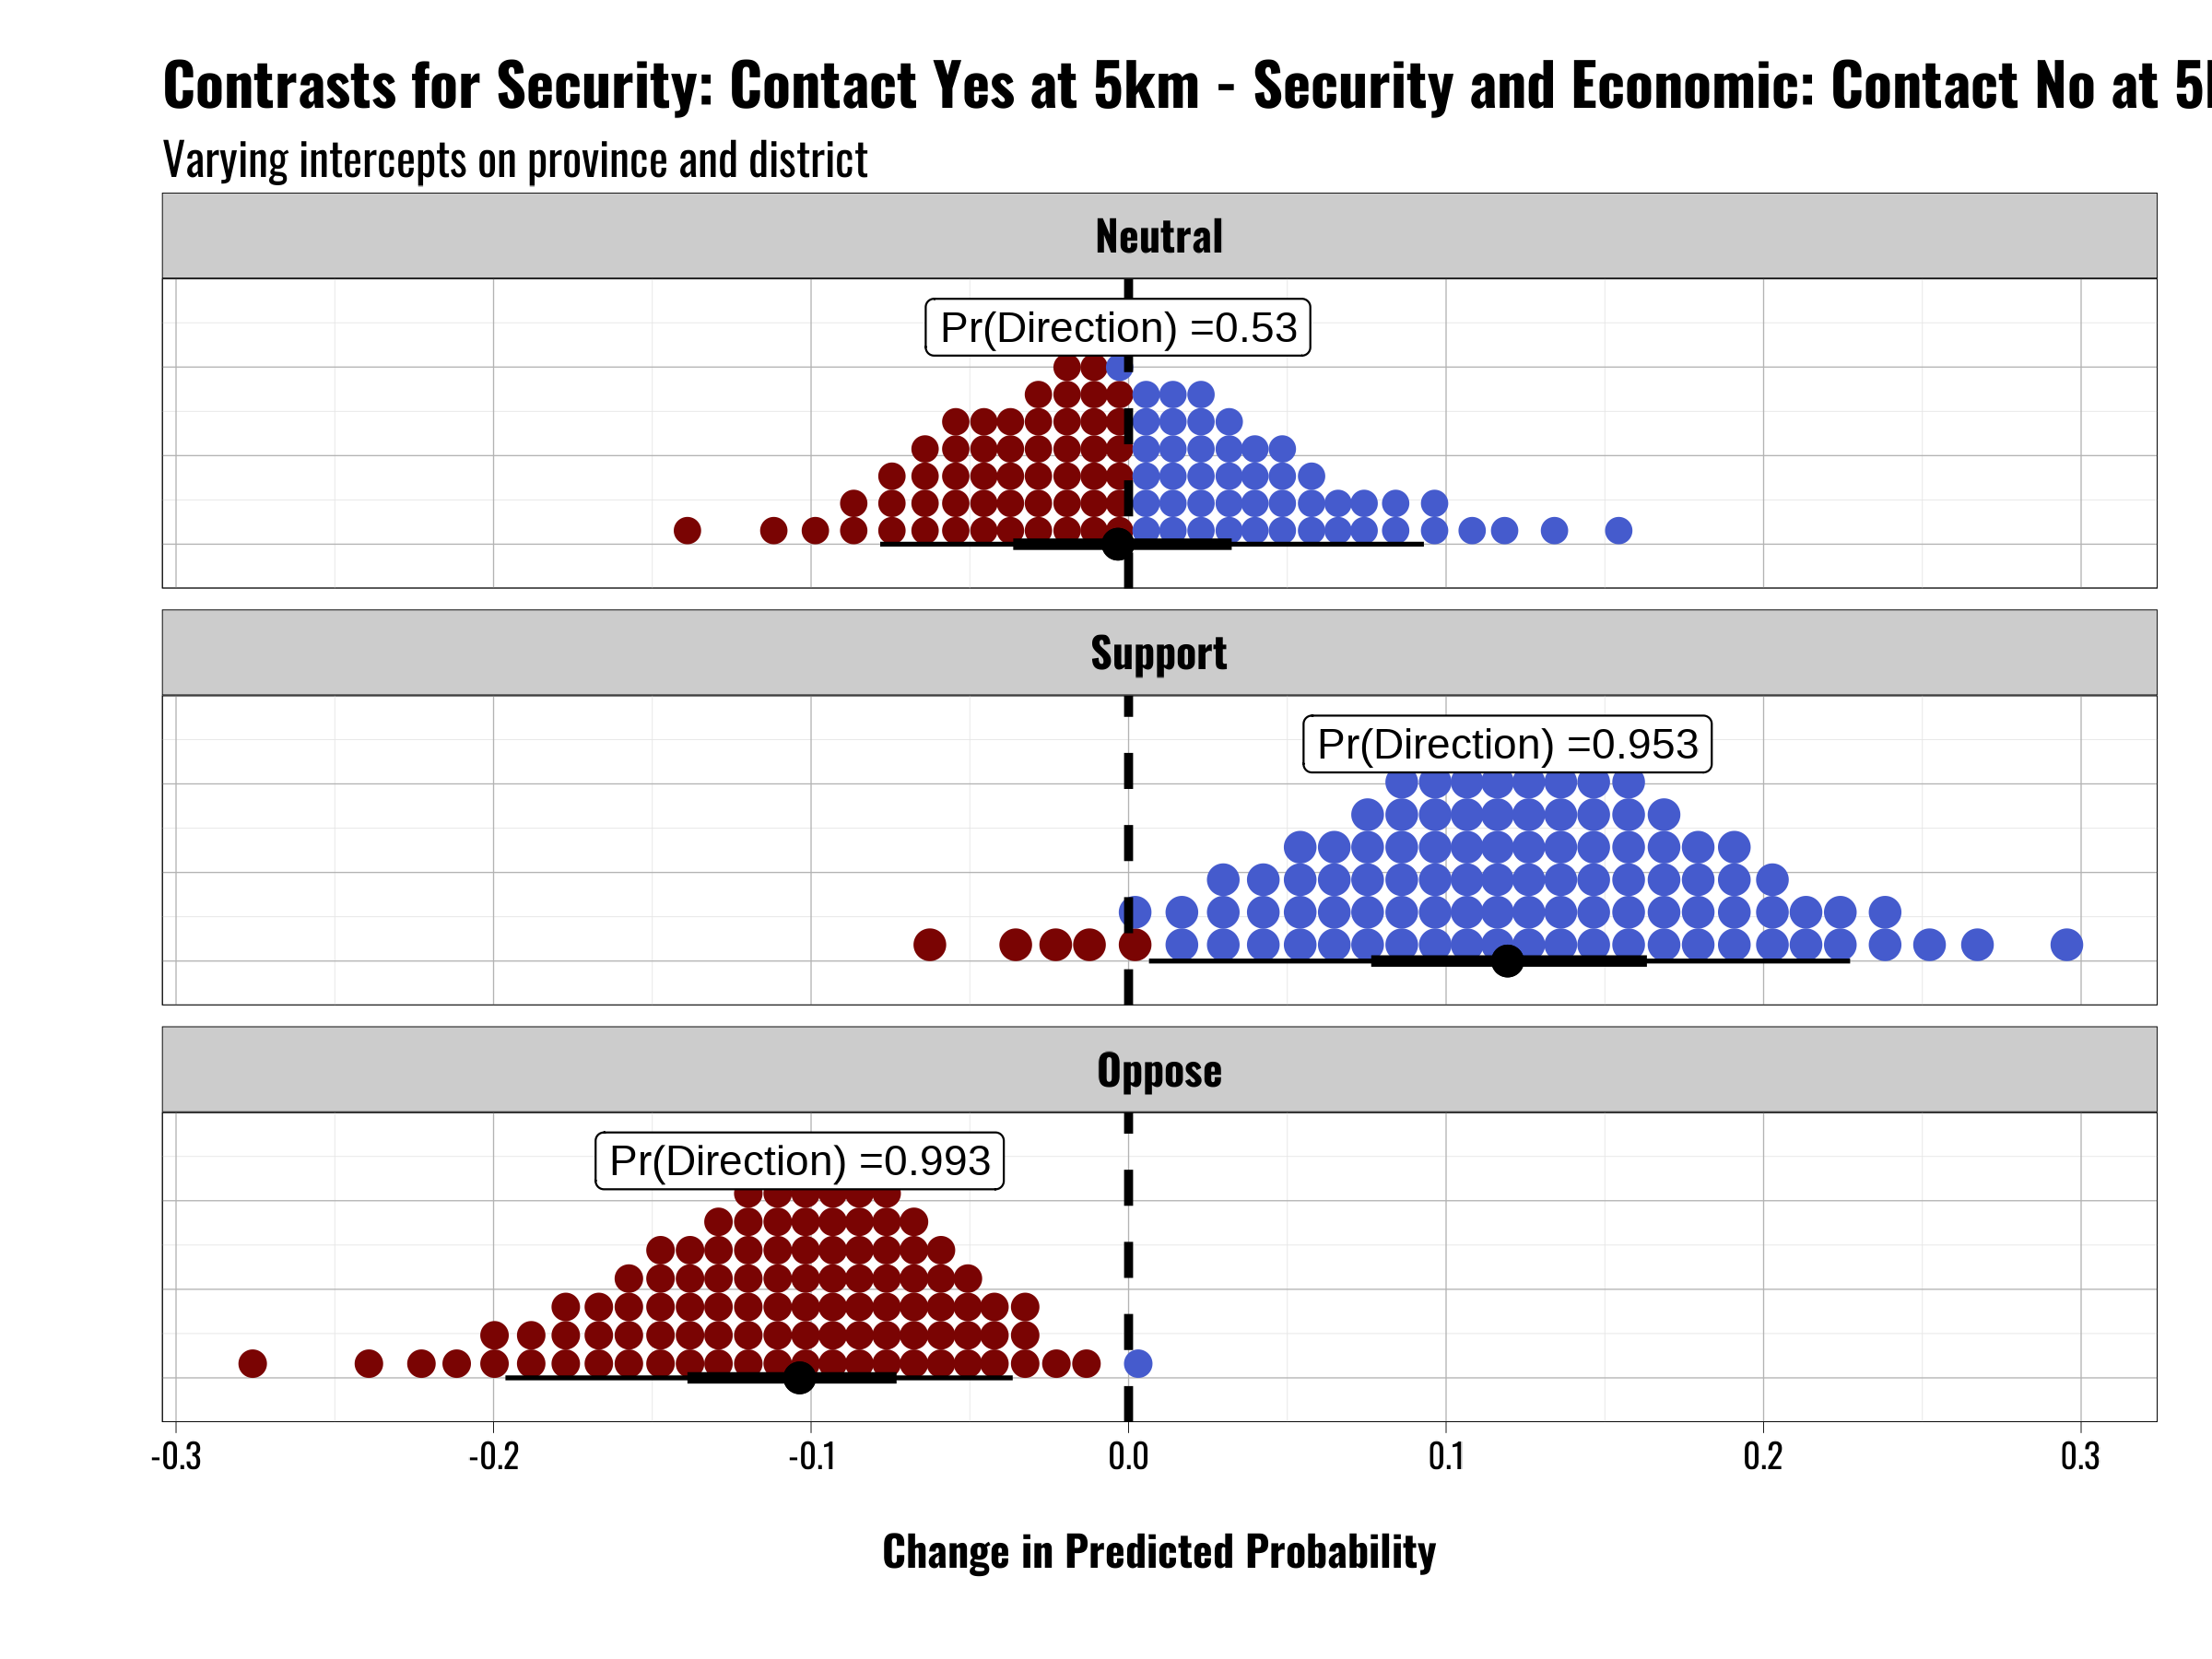 Contrasts for Security: Contact Yes at 5km - Security and Economic: Contact No at 5
Varying intercepts on province and district
Neutral
Pr(Direction) =0.53
Support
Pr(Direction) =0.953
Oppose
Pr(Direction) =0.993
-0.3 -0.2 -0.1 0.0 0.1 0.2 0.3
Change in Predicted Probability